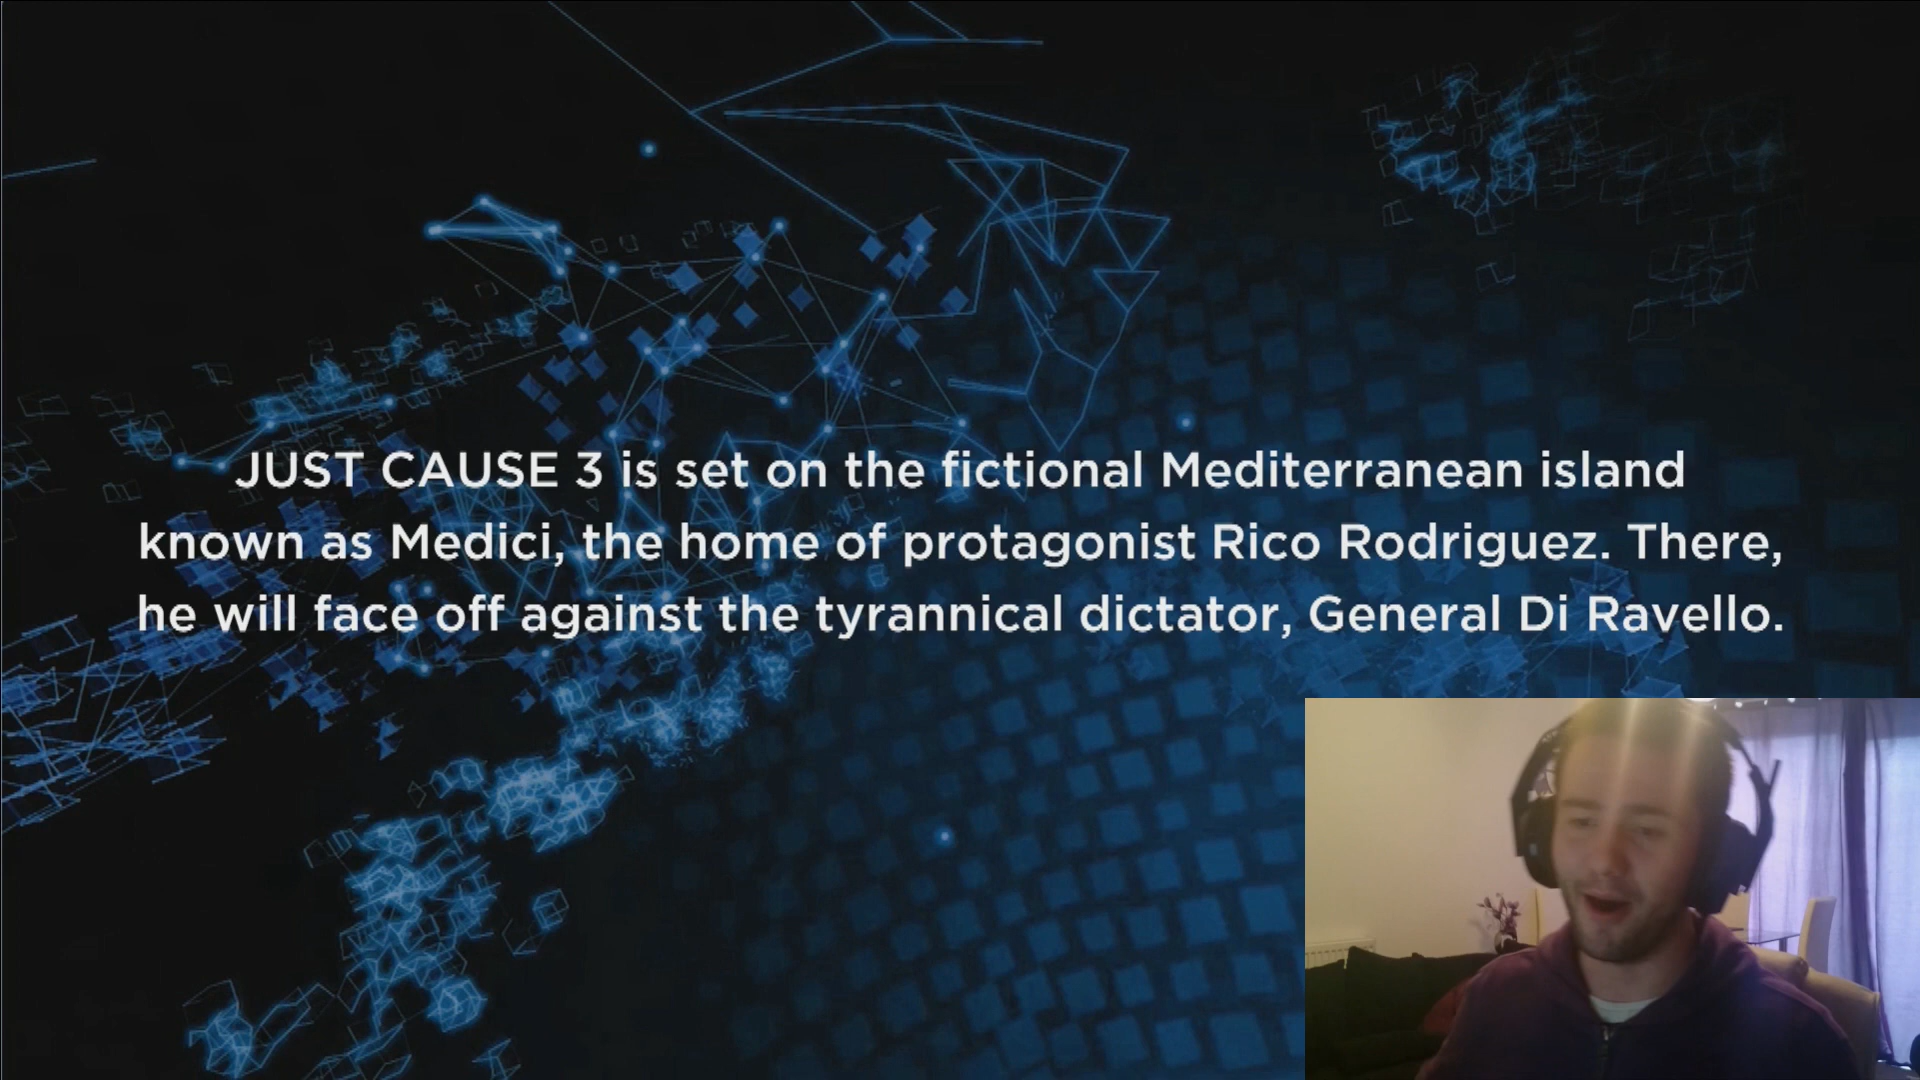 JUST CAUSE 3 is set on the fictional Mediterranean island
known as Medici, the home of protagonist Rico Rodriguez. There,
he will face off against the tyrannical dictator, General Di Ravello.